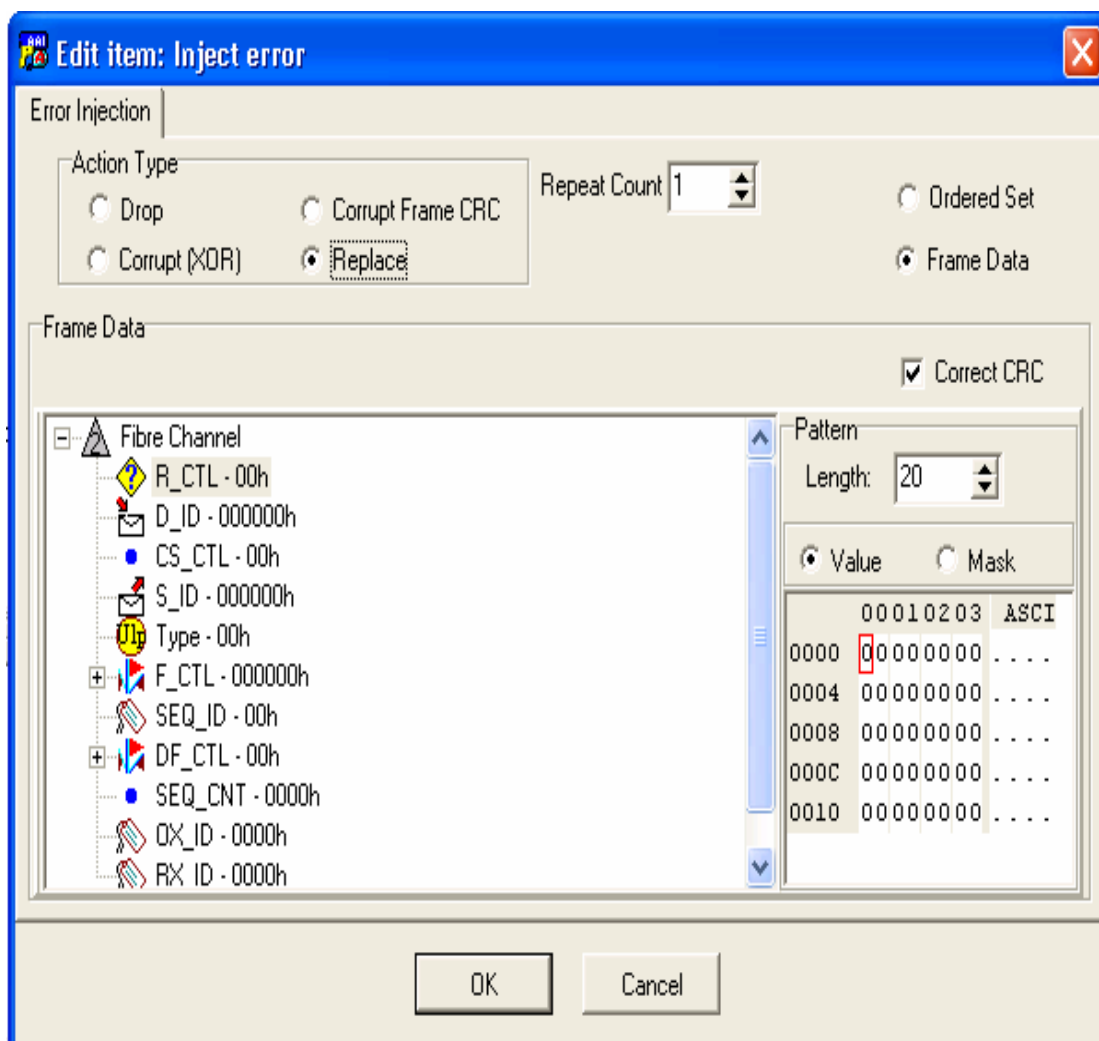 Edit item: Inject error
Error Injection
Action Type
Drop
Corrupt Frame CRC
Corrupt (XOR)
Replace
Repeat Count 1
Ordered Set
Frame Data
Frame Data
Correct CRC
Fibre Channel
R_CTL - 00h
D_ID - 000000h
CS_CTL - 00h
S_ID - 000000h
Ulp Type - 00h
F_CTL - 000000h
SEQ_ID - 00h
DF_CTL - 00h
SEQ_CNT - 0000h
OX_ID - 0000h
RX_ID - 0000h
Pattern
Length: 20
Value Mask
00 01 02 03 ASCI
0000 00 00 00 00 ....
0004 00 00 00 00 ....
0008 00 00 00 00 ....
000C 00 00 00 00 ....
0010 00 00 00 00 ....
OK Cancel